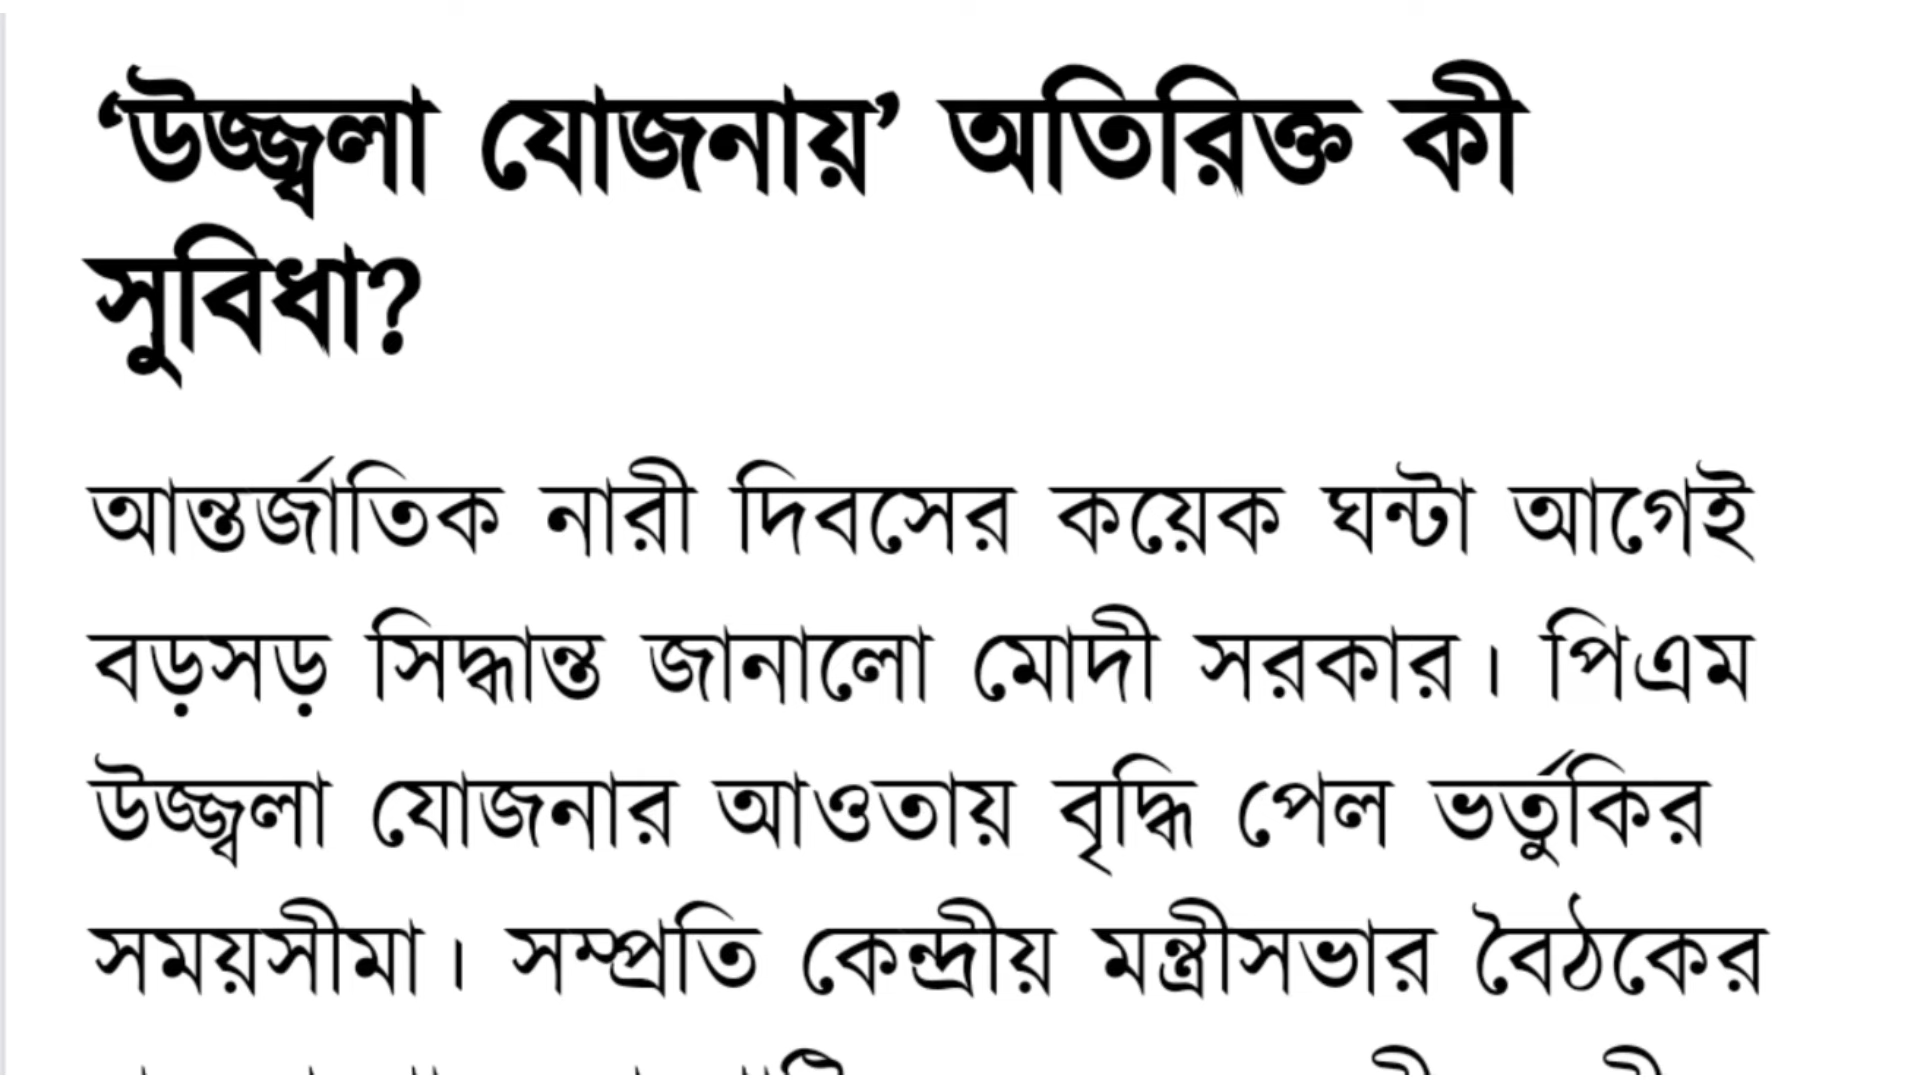 ‘উজ্জ্বলা যোজনায়’ অতিরিক্ত কী
সুবিধা?
আন্তর্জাতিক নারী দিবসের কয়েক ঘন্টা আগেই
বড়সড় সিদ্ধান্ত জানালো মোদী সরকার। পিএম
উজ্জ্বলা যোজনার আওতায় বৃদ্ধি পেল ভর্তুকির
সময়সীমা। সম্প্রতি কেন্দ্রীয় মন্ত্রীসভার বৈঠকের